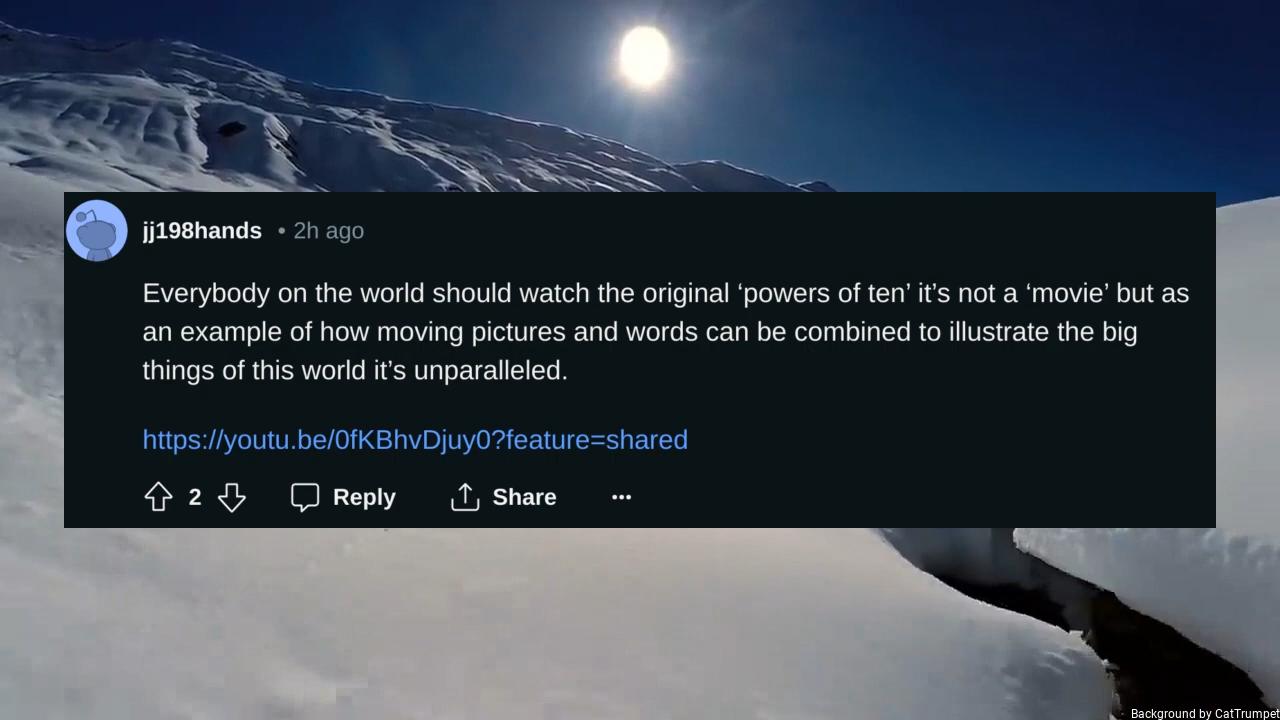 jj198hands • 2h ago
Everybody on the world should watch the original ‘powers of ten’ it’s not a ‘movie’ but as
an example of how moving pictures and words can be combined to illustrate the big
things of this world it’s unparalleled.
https://youtu.be/0fKBhvDjuy0?feature=shared
2 Reply Share
Background by CatTrumpet